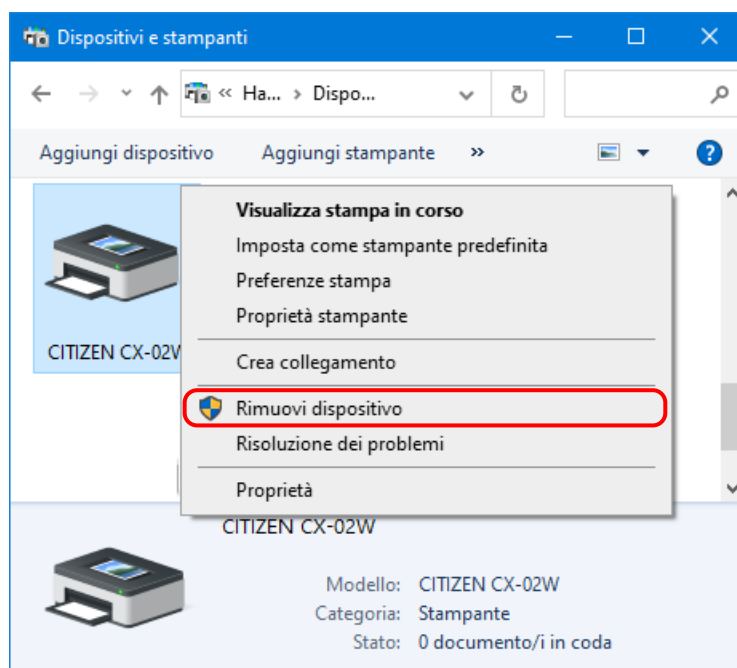 Dispositivi e stampanti
« Ha... › Dispo...
Aggiungi dispositivo Aggiungi stampante »
Visualizza stampa in corso
Imposta come stampante predefinita
Preferenze stampa
Proprietà stampante
CITIZEN CX-02W
Crea collegamento
Rimuovi dispositivo
Risoluzione dei problemi
Proprietà
CITIZEN CX-02W
Modello: CITIZEN CX-02W
Categoria: Stampante
Stato: 0 documento/i in coda